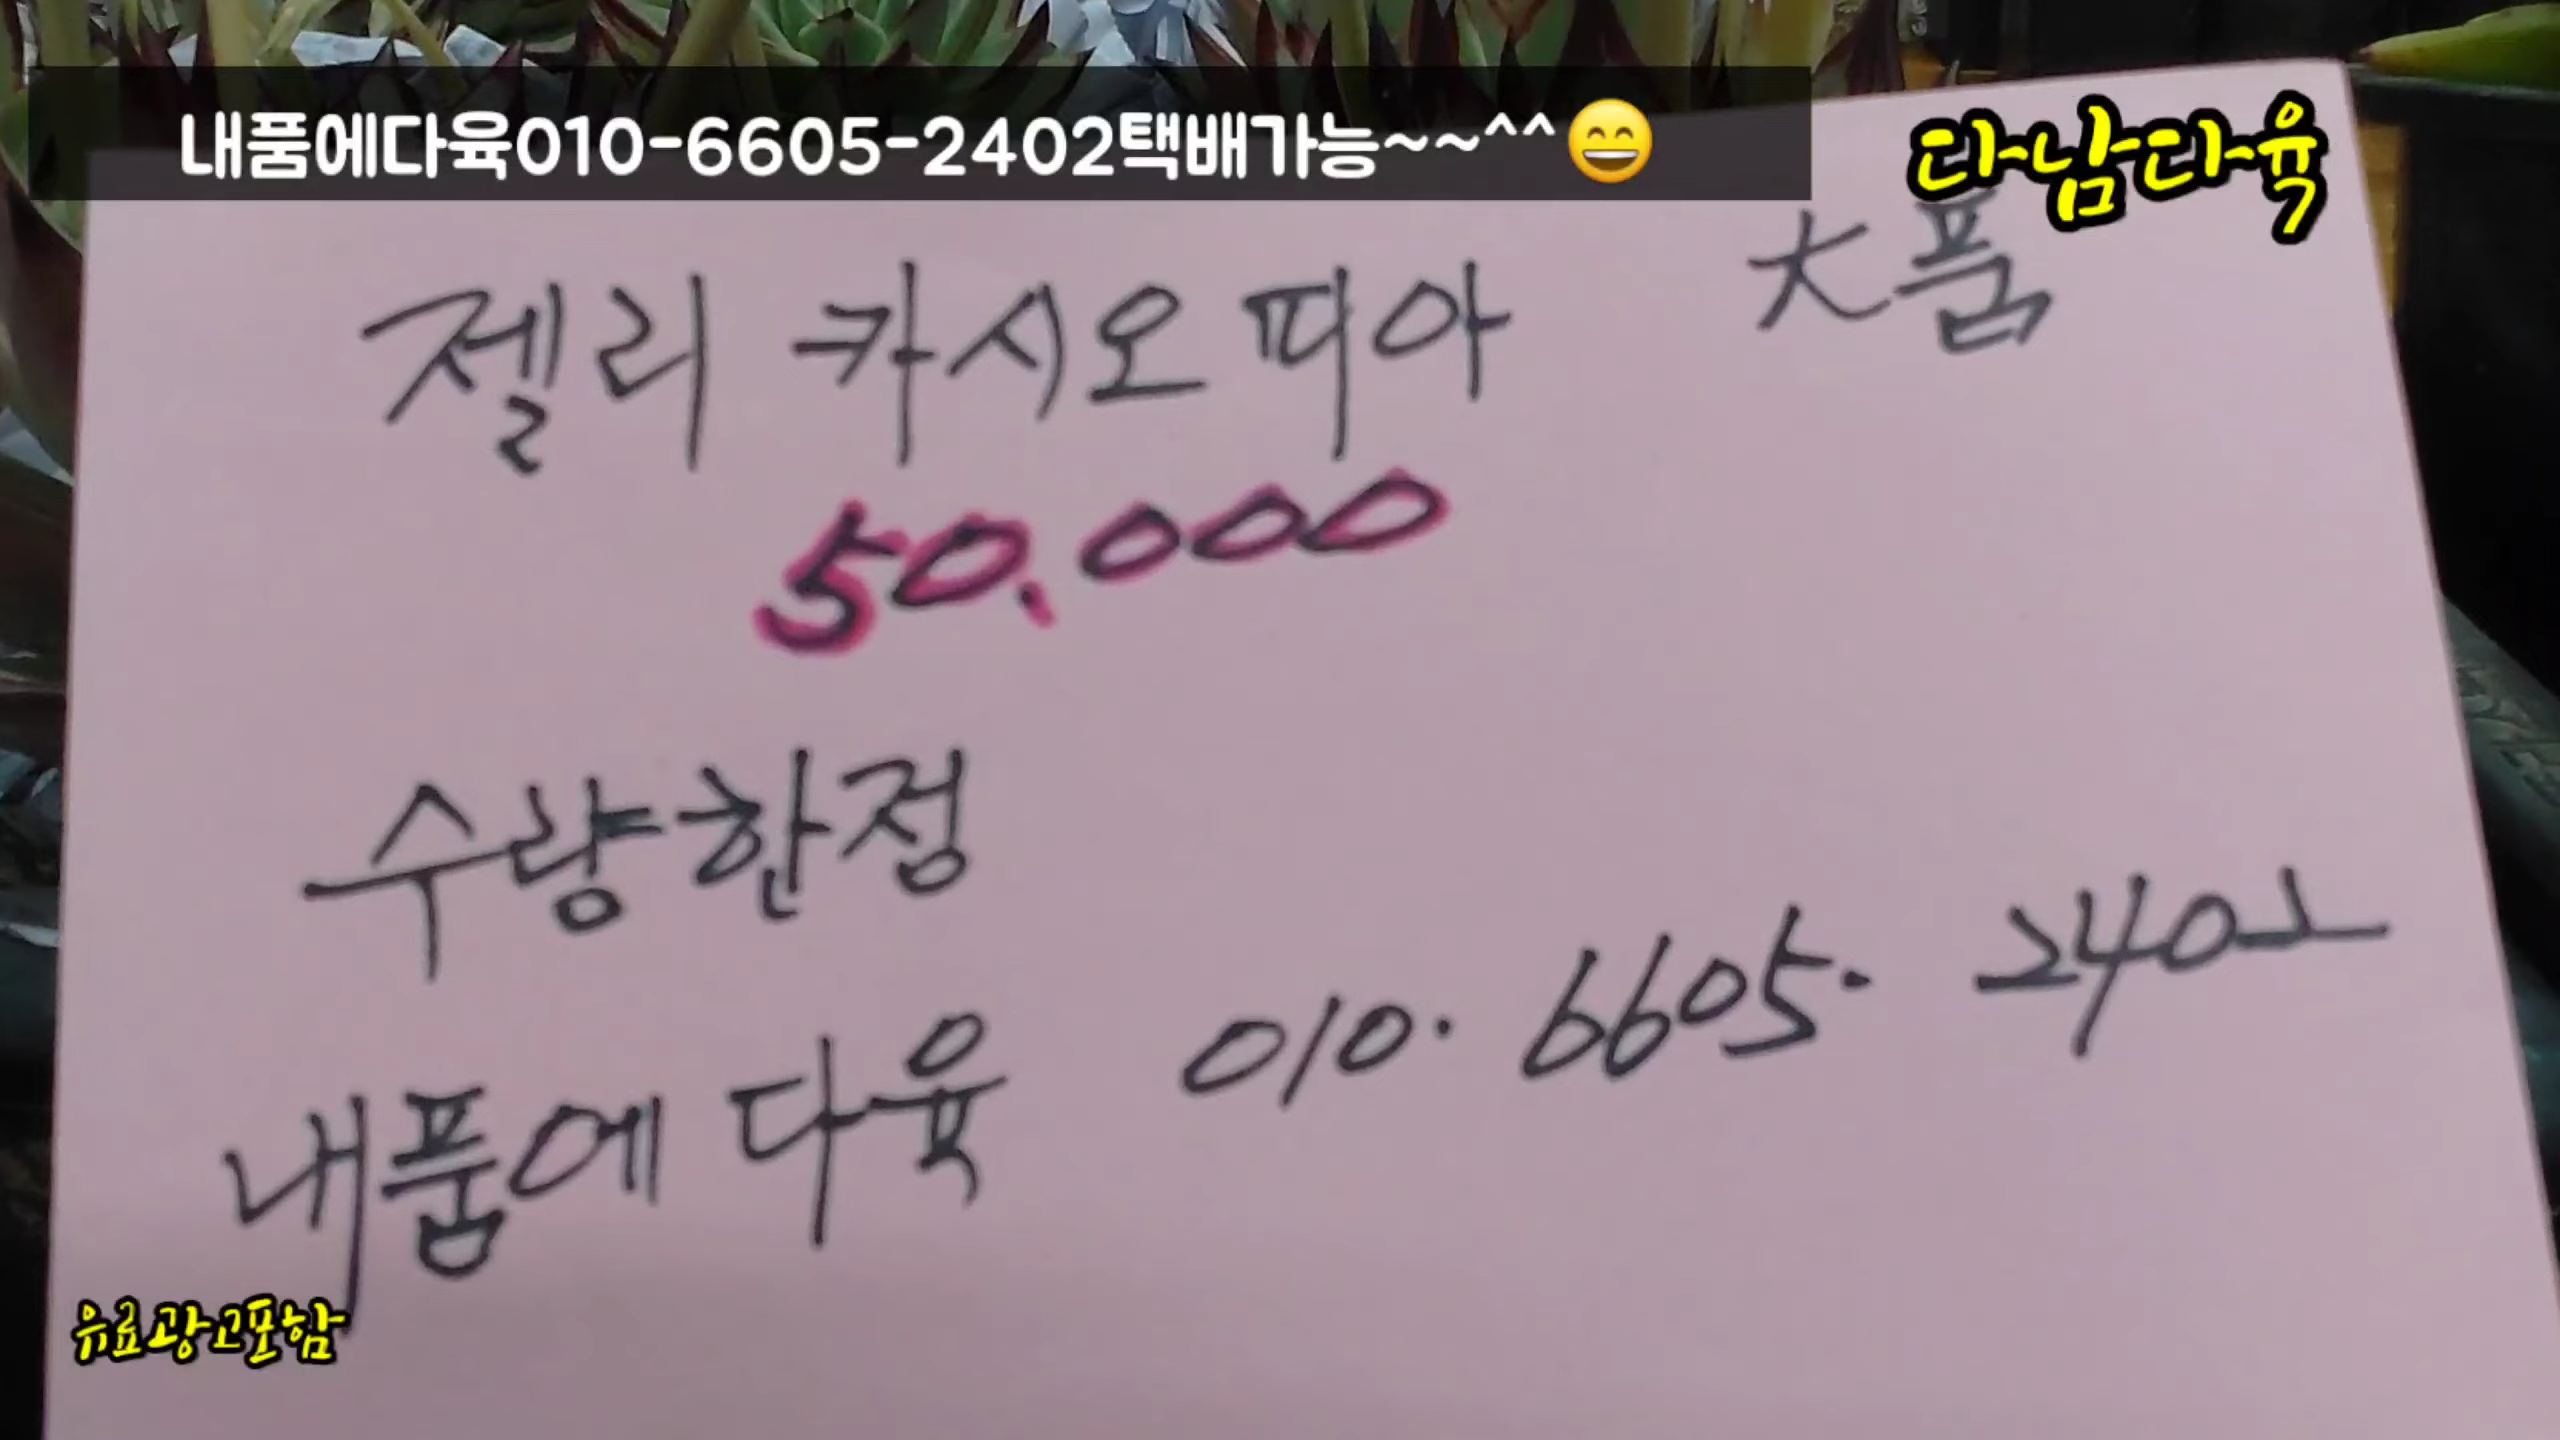 내품에다육010-6605-2402택배가능~~^^😄
다남다육
젤리 카시오피아 大품
50.000
수량한정
내품에 다육 010. 6605. 2402
유료광고포함